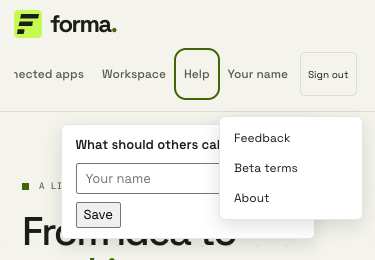 forma.
nected apps Workspace Help Your name Sign out
What should others cal
Feedback
Your name
Beta terms
Save
About
A LI
From idea to